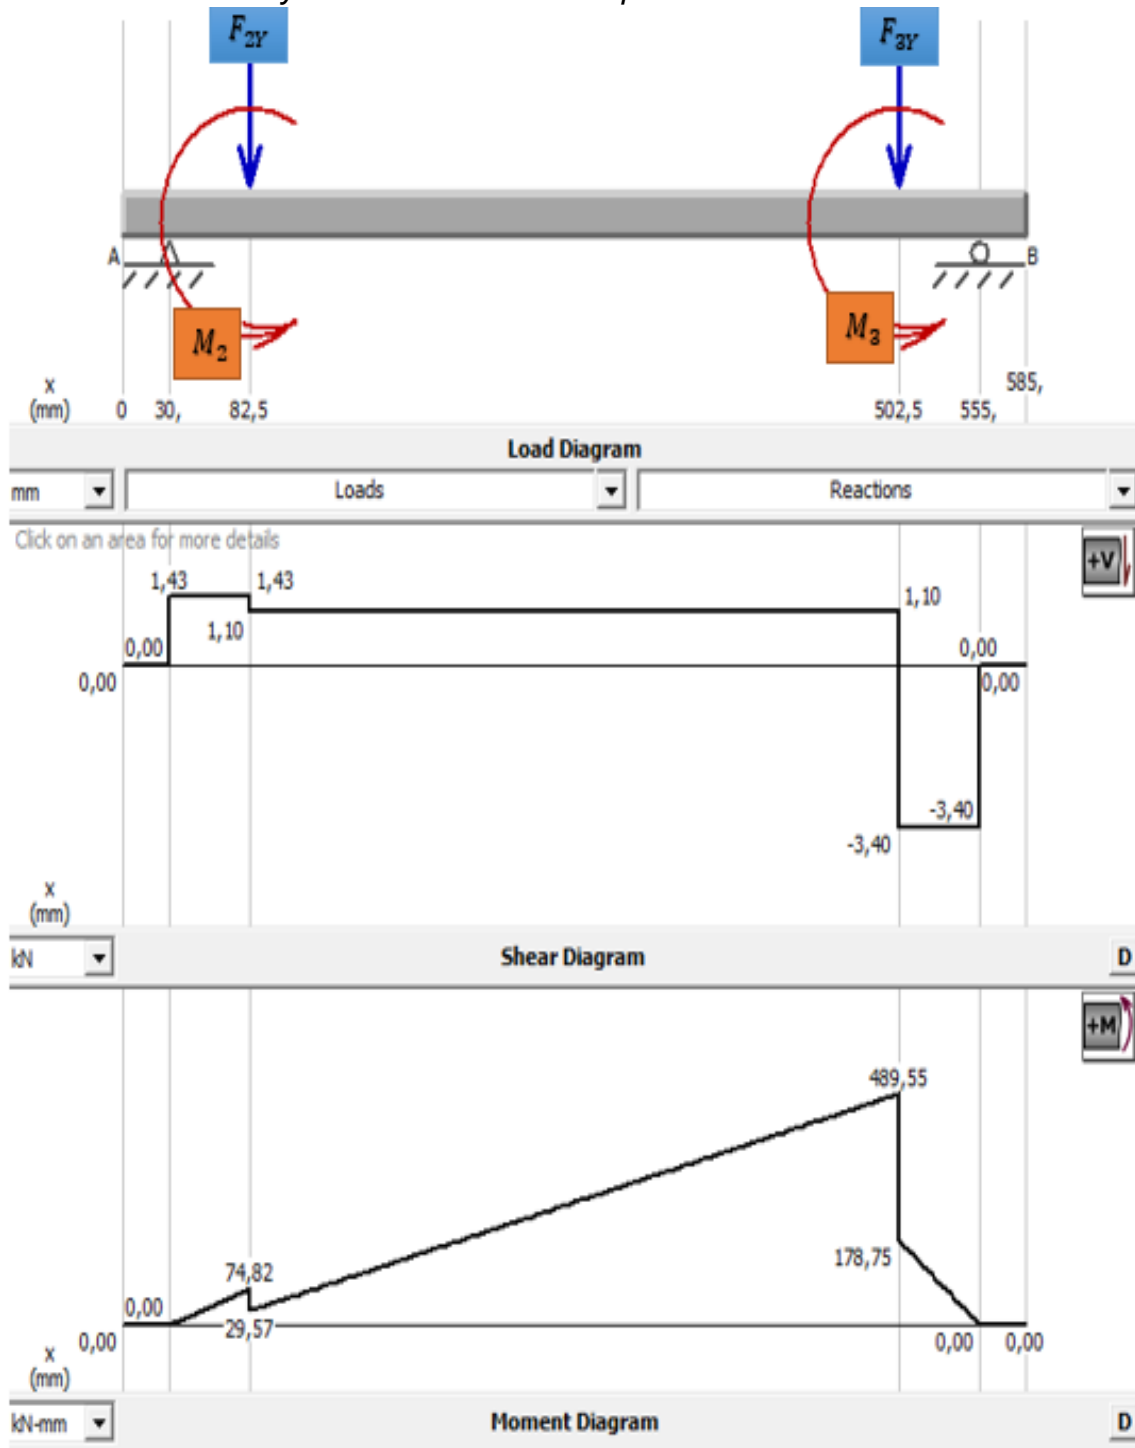 F2Y
F3Y
A
B
M2
M3
x
(mm)
0
30,
82,5
502,5
555,
585,
Load Diagram
mm
Loads
Reactions
Click on an area for more details
+V
1,43
1,43
1,10
1,10
0,00
0,00
0,00
0,00
-3,40
-3,40
x
(mm)
kN
Shear Diagram
D
+M
489,55
74,82
178,75
0,00
29,57
0,00
0,00
0,00
x
(mm)
kN-mm
Moment Diagram
D